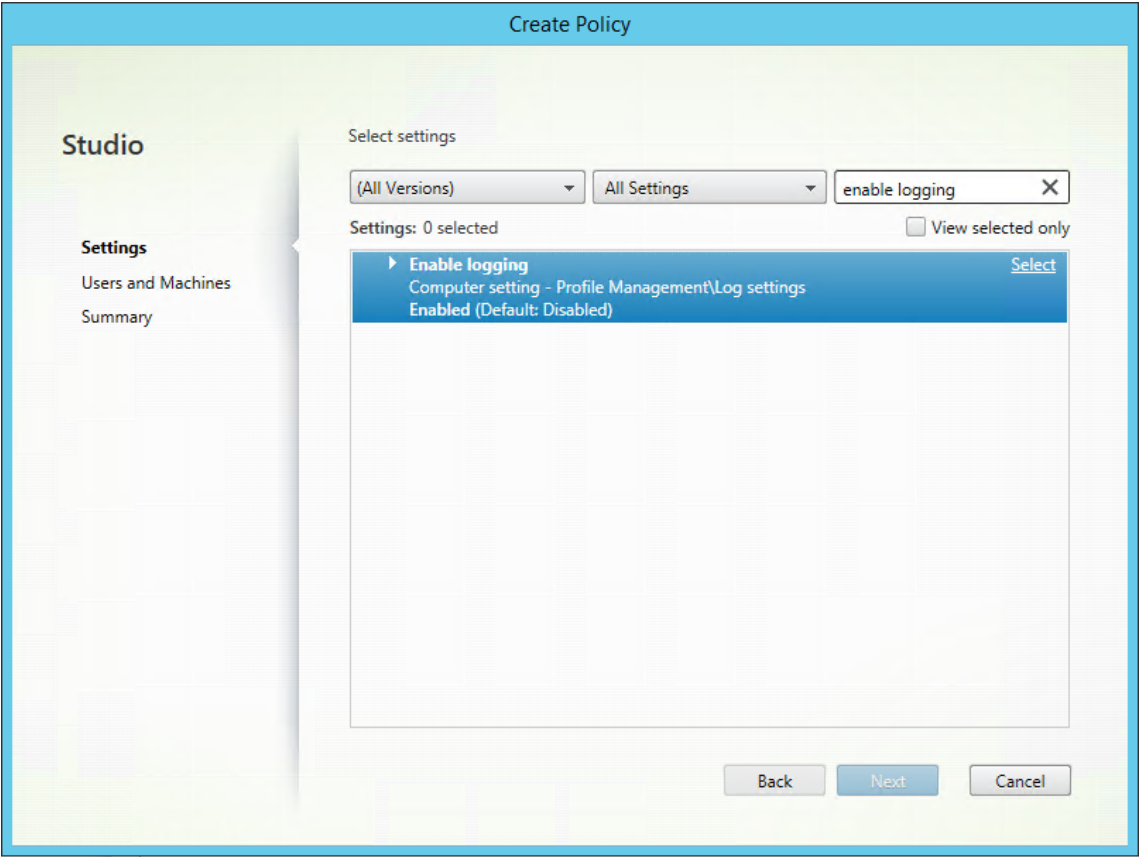 Create Policy
Studio
Settings
Users and Machines
Summary
Select settings
(All Versions) All Settings enable logging
Settings: 0 selected View selected only
Enable logging Select
Computer setting - Profile Management\Log settings
Enabled (Default: Disabled)
Back Next Cancel